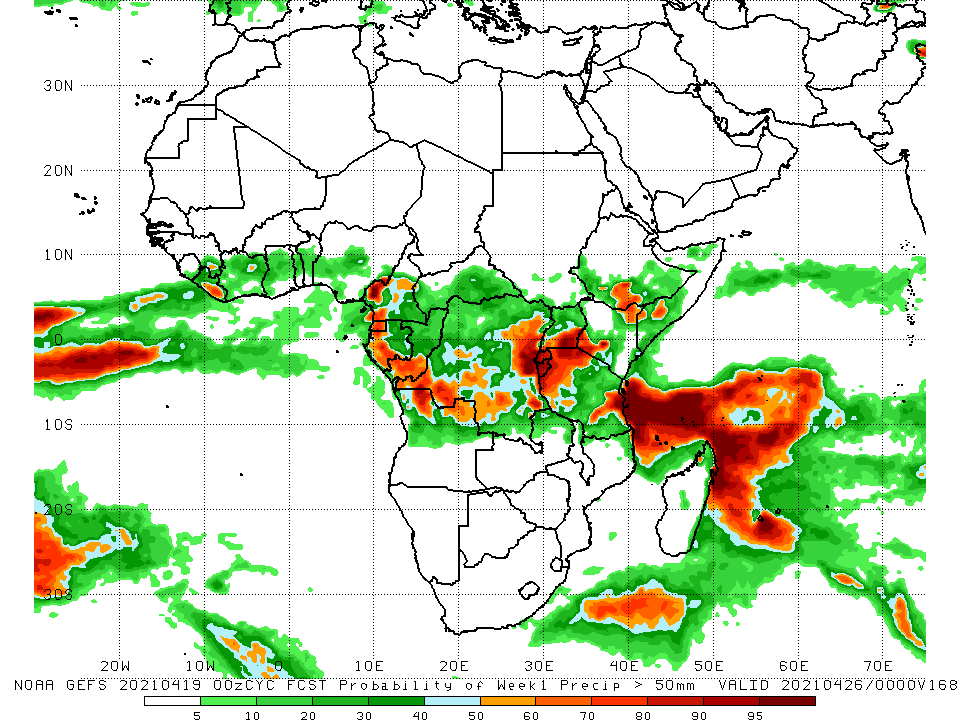 30N
20N
10N
0
10S
20S
30S
20W 10W 0 10E 20E 30E 40E 50E 60E 70E
NOAA GEFS 20210419 00zCYC FCST Probability of Week1 Precip > 50mm VALID 20210426/0000V168
5 10 20 30 40 50 60 70 80 90 95